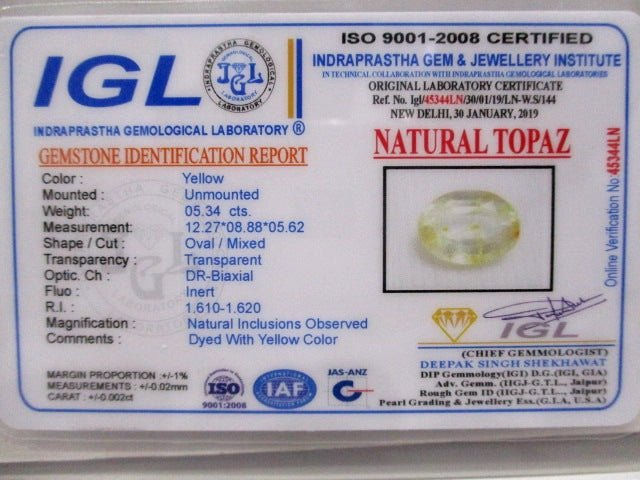 IGL
INDRAPRASTHA GEMOLOGICAL LABORATORY
IGL
INDRAPRASTHA GEMOLOGICAL LABORATORY ®
ISO 9001-2008 CERTIFIED
INDRAPRASTHA GEM & JEWELLERY INSTITUTE
IN TECHNICAL COLLABORATION WITH INDRAPRASTHA GEMOLOGICAL LABORATORIES
ORIGINAL LABORATORY CERTIFICATE
Ref. No. Igl/45344LN/30/01/19/LN-W.S/144
NEW DELHI, 30 JANUARY, 2019
GEMSTONE IDENTIFICATION REPORT
NATURAL TOPAZ
Color : Yellow
Mounted : Unmounted
Weight: 05.34 cts.
Measurement: 12.27*08.88*05.62
Shape / Cut : Oval / Mixed
Transparency : Transparent
Optic. Ch : DR-Biaxial
Fluo : Inert
R.I. : 1.610-1.620
Magnification : Natural Inclusions Observed
Comments : Dyed With Yellow Color
Online Verification No. 45344LN
IGL
(CHIEF GEMMOLOGIST)
DEEPAK SINGH SHEKHAWAT
DIP Gemmology(IGI) D.G.(IGI, GIA)
Adv. Gemm. (IIGJ-G.T.L., Jaipur)
Rough Gem ID (IIGJ-G.T.L., Jaipur)
Pearl Grading & Jewellery Ess.(G.I.A, U.S.A)
MARGIN PROPORTION :+/-1%
MEASUREMENTS : +/-0.02mm
CARAT : +/-0.002ct
ISO
9001:2008
IAF
JAS-ANZ